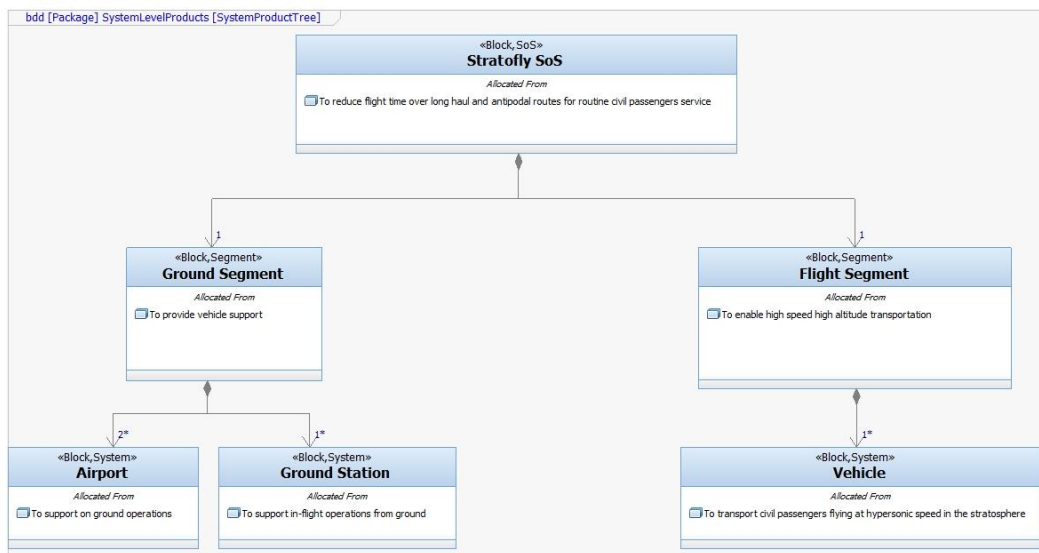 bdd [Package] SystemLevelProducts [SystemProductTree]
«Block,SoS»
Stratofly SoS
Allocated From
To reduce flight time over long haul and antipodal routes for routine civil passengers service
1
1
«Block,Segment»
Ground Segment
Allocated From
To provide vehicle support
«Block,Segment»
Flight Segment
Allocated From
To enable high speed high altitude transportation
2*
1*
1*
«Block,System»
Airport
Allocated From
To support on ground operations
«Block,System»
Ground Station
Allocated From
To support in-flight operations from ground
«Block,System»
Vehicle
Allocated From
To transport civil passengers flying at hypersonic speed in the stratosphere